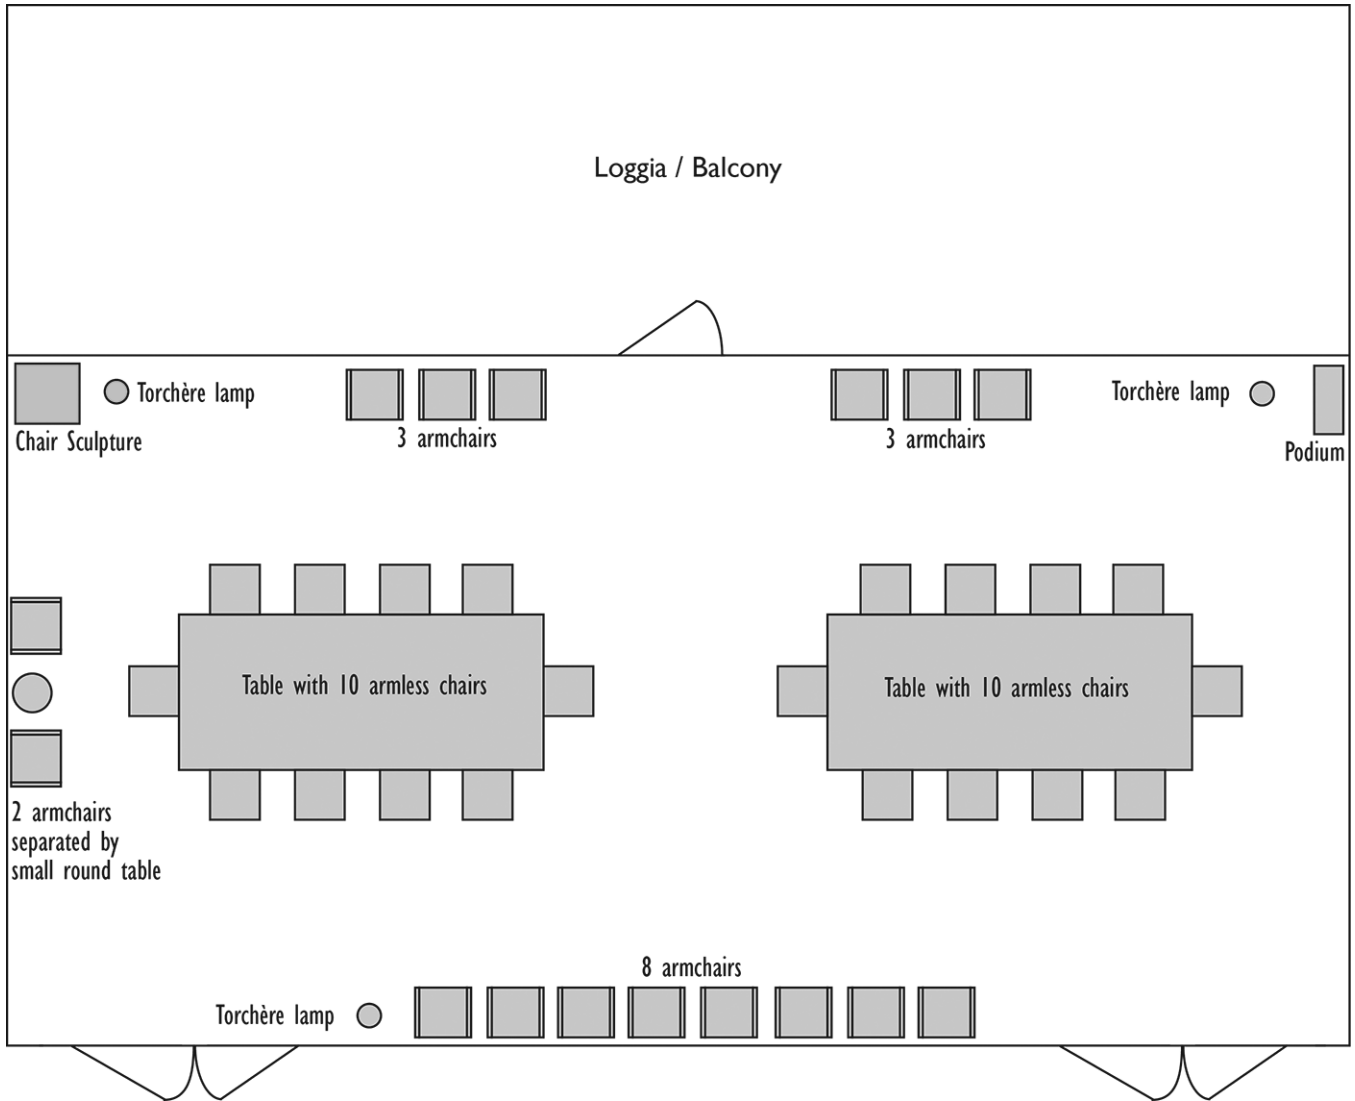 Loggia / Balcony
Torchère lamp
Torchère lamp
Chair Sculpture
3 armchairs
3 armchairs
Podium
Table with 10 armless chairs
Table with 10 armless chairs
2 armchairs
separated by
small round table
8 armchairs
Torchère lamp